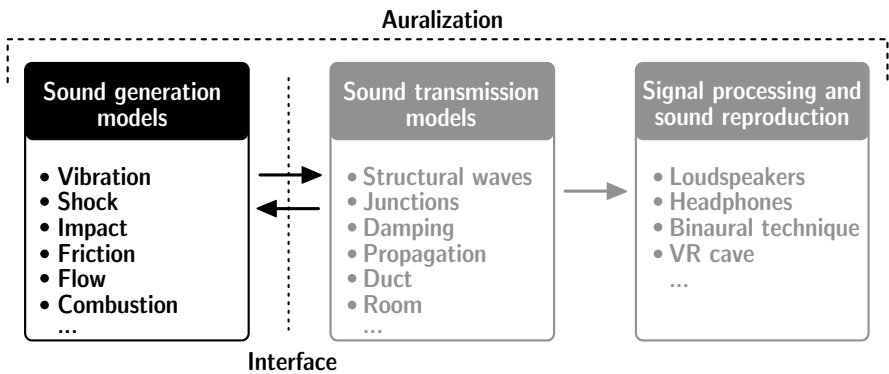 Auralization
Sound generation
models
• Vibration
• Shock
• Impact
• Friction
• Flow
• Combustion
...
Interface
Sound transmission
models
• Structural waves
• Junctions
• Damping
• Propagation
• Duct
• Room
...
Signal processing and
sound reproduction
• Loudspeakers
• Headphones
• Binaural technique
• VR cave
...